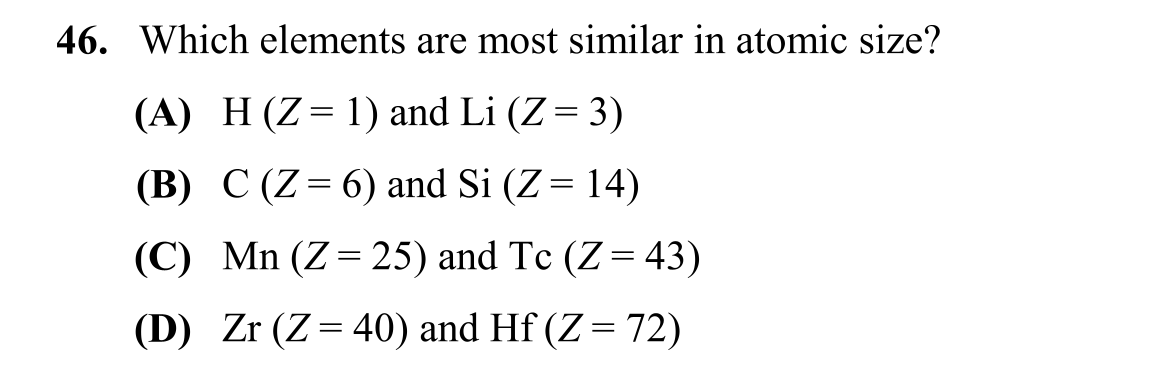 46. Which elements are most similar in atomic size?
(A) H (Z = 1) and Li (Z = 3)
(B) C (Z = 6) and Si (Z = 14)
(C) Mn (Z = 25) and Tc (Z = 43)
(D) Zr (Z = 40) and Hf (Z = 72)